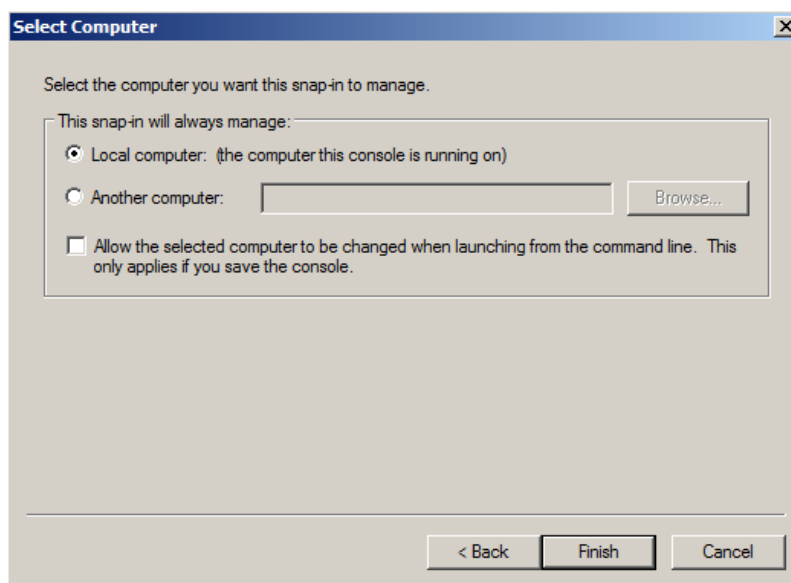 Select Computer
Select the computer you want this snap-in to manage.
This snap-in will always manage:
Local computer: (the computer this console is running on)
Another computer:
Browse...
Allow the selected computer to be changed when launching from the command line. This
only applies if you save the console.
< Back
Finish
Cancel